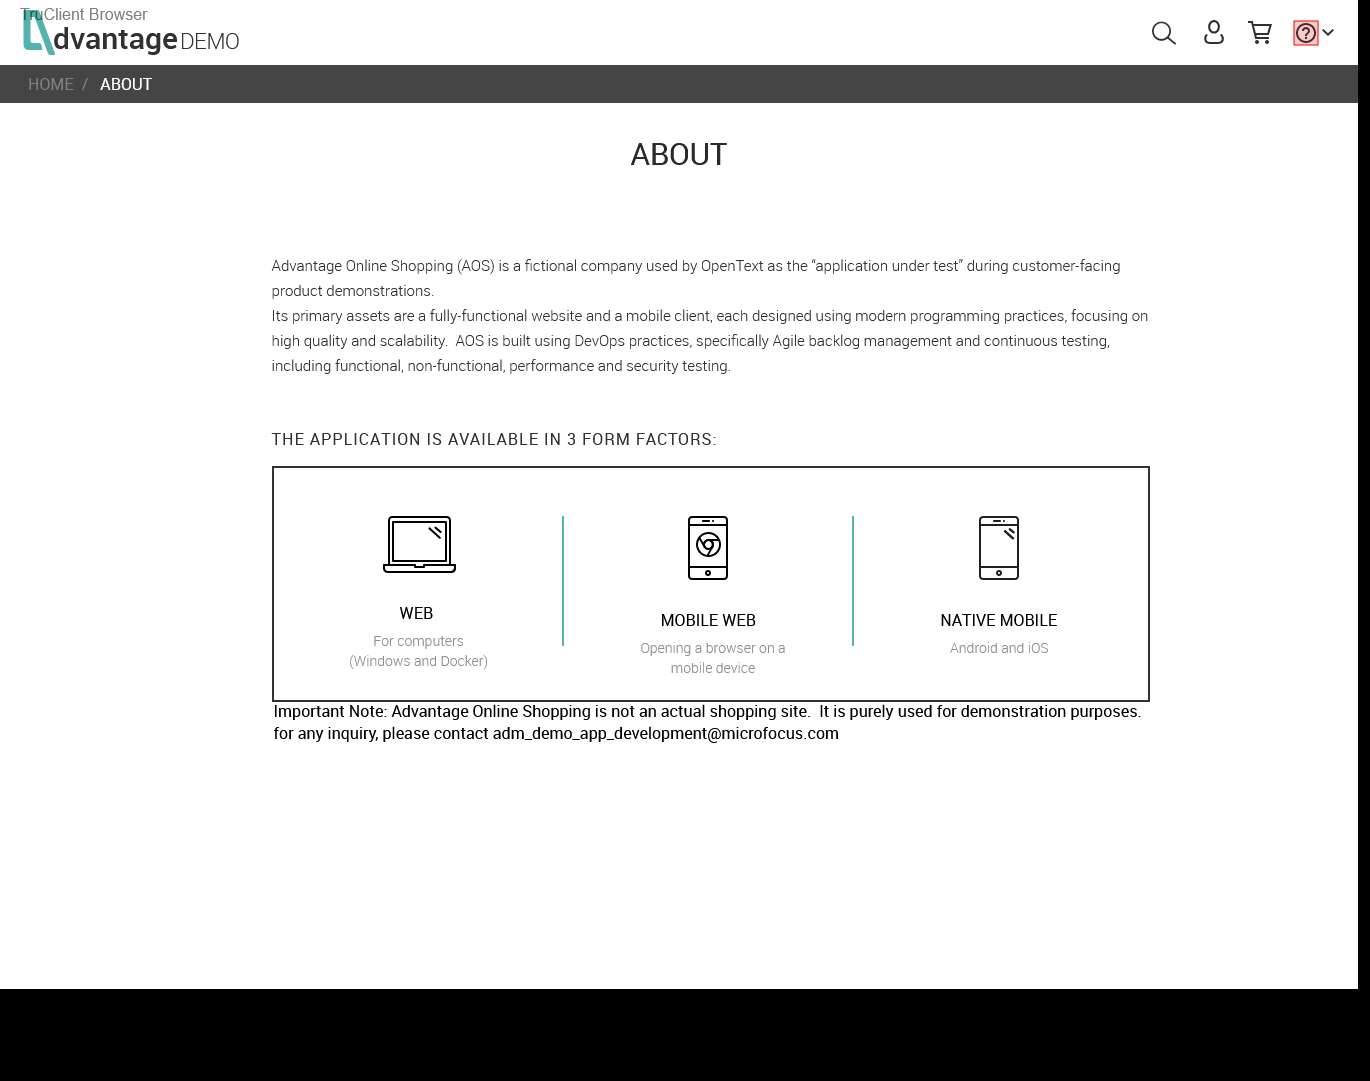 TruClient Browser
dvantage DEMO
HOME / ABOUT
ABOUT
Advantage Online Shopping (AOS) is a fictional company used by OpenText as the “application under test” during customer-facing
product demonstrations.
Its primary assets are a fully-functional website and a mobile client, each designed using modern programming practices, focusing on
high quality and scalability.  AOS is built using DevOps practices, specifically Agile backlog management and continuous testing,
including functional, non-functional, performance and security testing.
THE APPLICATION IS AVAILABLE IN 3 FORM FACTORS:
WEB
For computers
(Windows and Docker)
MOBILE WEB
Opening a browser on a
mobile device
NATIVE MOBILE
Android and iOS
Important Note: Advantage Online Shopping is not an actual shopping site.  It is purely used for demonstration purposes.
for any inquiry, please contact adm_demo_app_development@microfocus.com